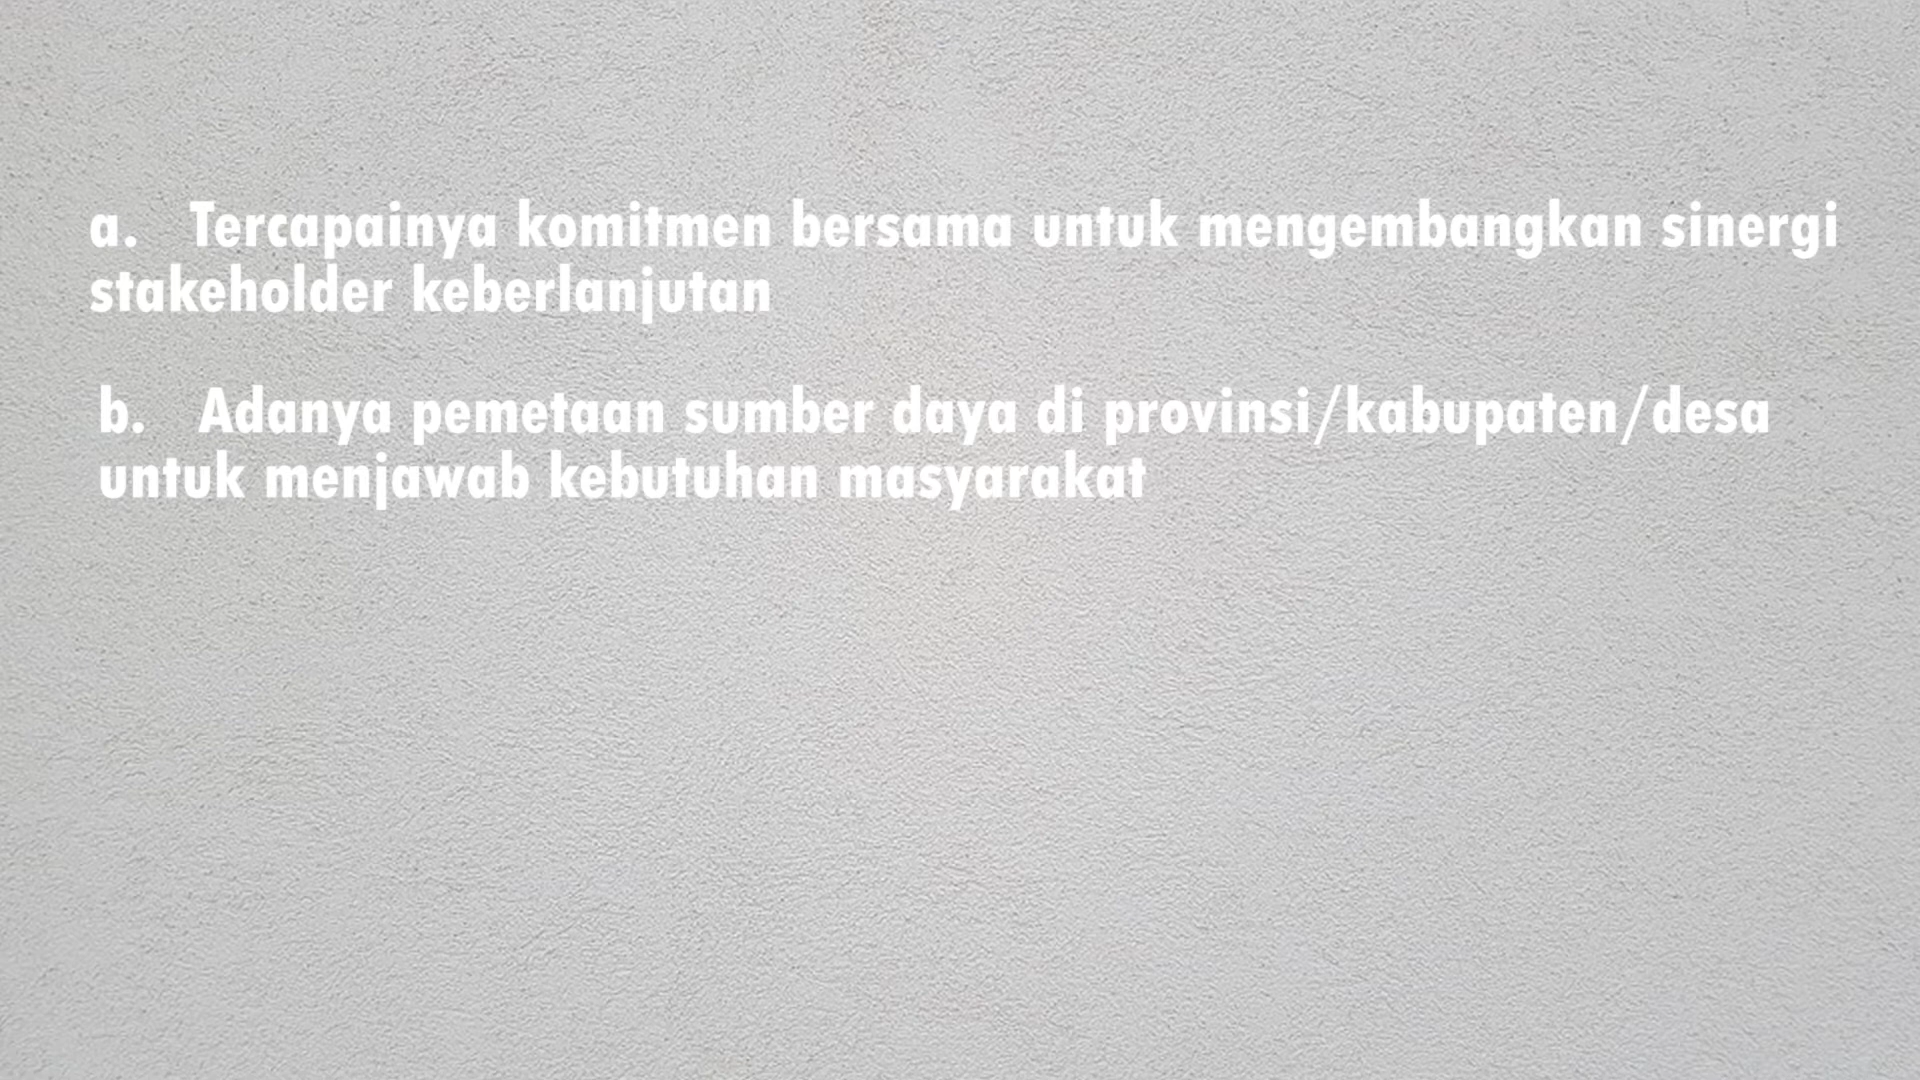 a. Tercapainya komitmen bersama untuk mengembangkan sinergi
stakeholder keberlanjutan
b. Adanya pemetaan sumber daya di provinsi/kabupaten/desa
untuk menjawab kebutuhan masyarakat